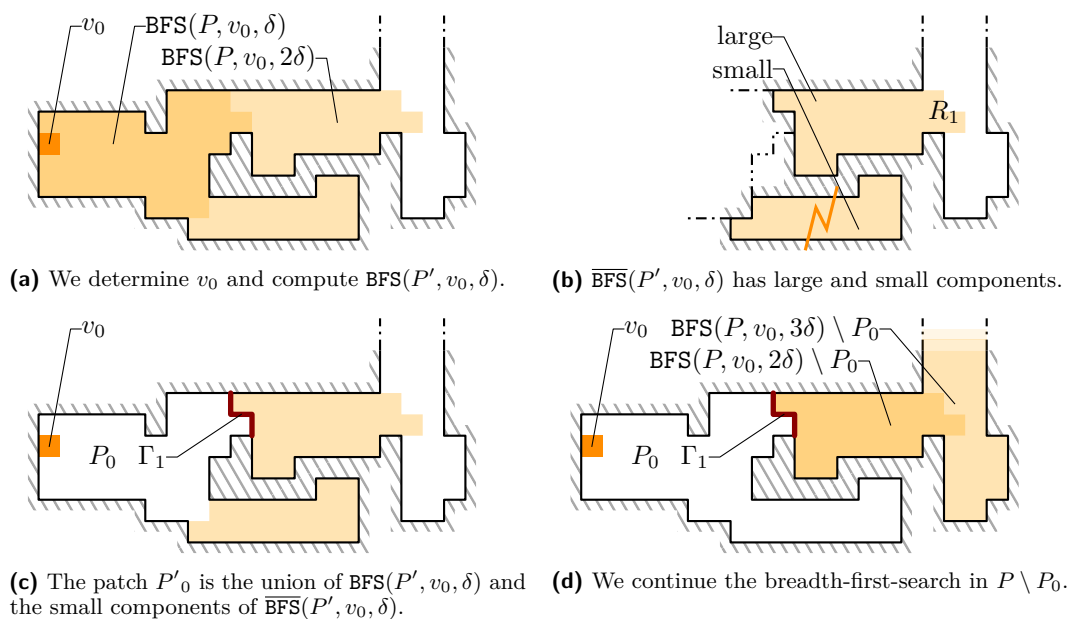 v₀
BFS(P, v₀, δ)
BFS(P, v₀, 2δ)
large
small
R₁
(a) We determine v₀ and compute BFS(P′, v₀, δ).
(b) B̅F̅S̅(P′, v₀, δ) has large and small components.
v₀
P₀
Γ₁
v₀
BFS(P, v₀, 3δ) \ P₀
BFS(P, v₀, 2δ) \ P₀
P₀
Γ₁
(c) The patch P′₀ is the union of BFS(P′, v₀, δ) and
the small components of B̅F̅S̅(P′, v₀, δ).
(d) We continue the breadth-first-search in P \ P₀.